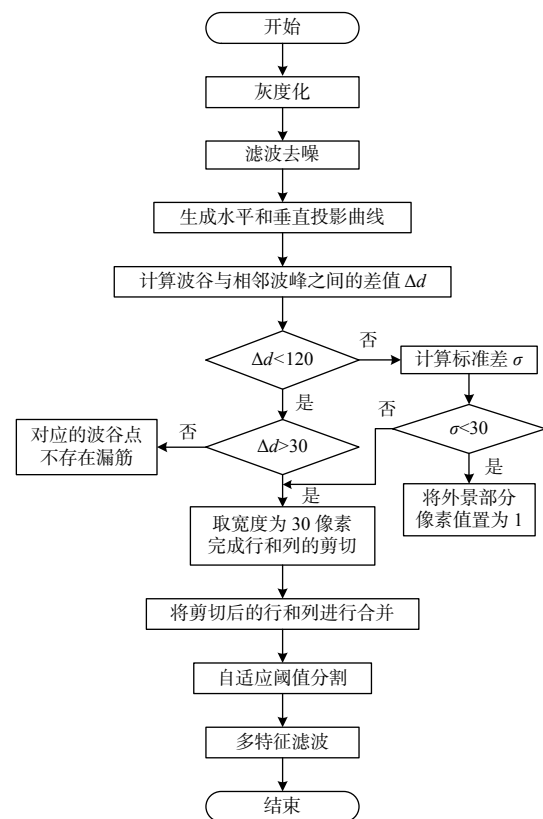 开始
灰度化
滤波去噪
生成水平和垂直投影曲线
计算波谷与相邻波峰之间的差值 Δd
Δd<120
否
计算标准差 σ
是
否
σ<30
对应的波谷点
不存在漏筋
否
Δd>30
是
将外景部分
像素值置为 1
是
取宽度为 30 像素
完成行和列的剪切
将剪切后的行和列进行合并
自适应阈值分割
多特征滤波
结束